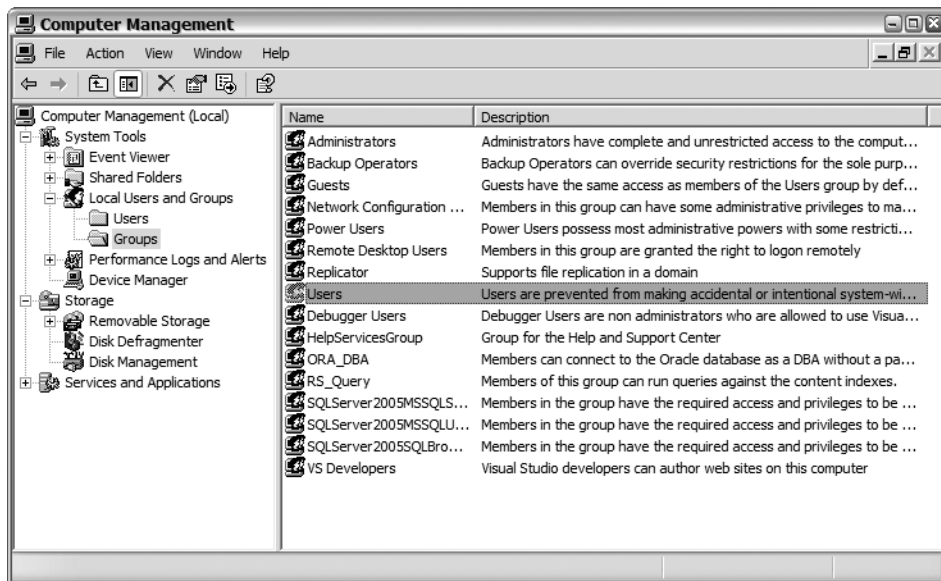 Computer Management
File Action View Window Help
Computer Management (Local)
System Tools
Event Viewer
Shared Folders
Local Users and Groups
Users
Groups
Performance Logs and Alerts
Device Manager
Storage
Removable Storage
Disk Defragmenter
Disk Management
Services and Applications
Name Description
Administrators Administrators have complete and unrestricted access to the comput...
Backup Operators Backup Operators can override security restrictions for the sole purp...
Guests Guests have the same access as members of the Users group by def...
Network Configuration ... Members in this group can have some administrative privileges to ma...
Power Users Power Users possess most administrative powers with some restricti...
Remote Desktop Users Members in this group are granted the right to logon remotely
Replicator Supports file replication in a domain
Users Users are prevented from making accidental or intentional system-wi...
Debugger Users Debugger Users are non administrators who are allowed to use Visua...
HelpServicesGroup Group for the Help and Support Center
ORA_DBA Members can connect to the Oracle database as a DBA without a pa...
RS_Query Members of this group can run queries against the content indexes.
SQLServer2005MSSQLS... Members in the group have the required access and privileges to be ...
SQLServer2005MSSQLU... Members in the group have the required access and privileges to be ...
SQLServer2005SQLBro... Members in the group have the required access and privileges to be ...
VS Developers Visual Studio developers can author web sites on this computer